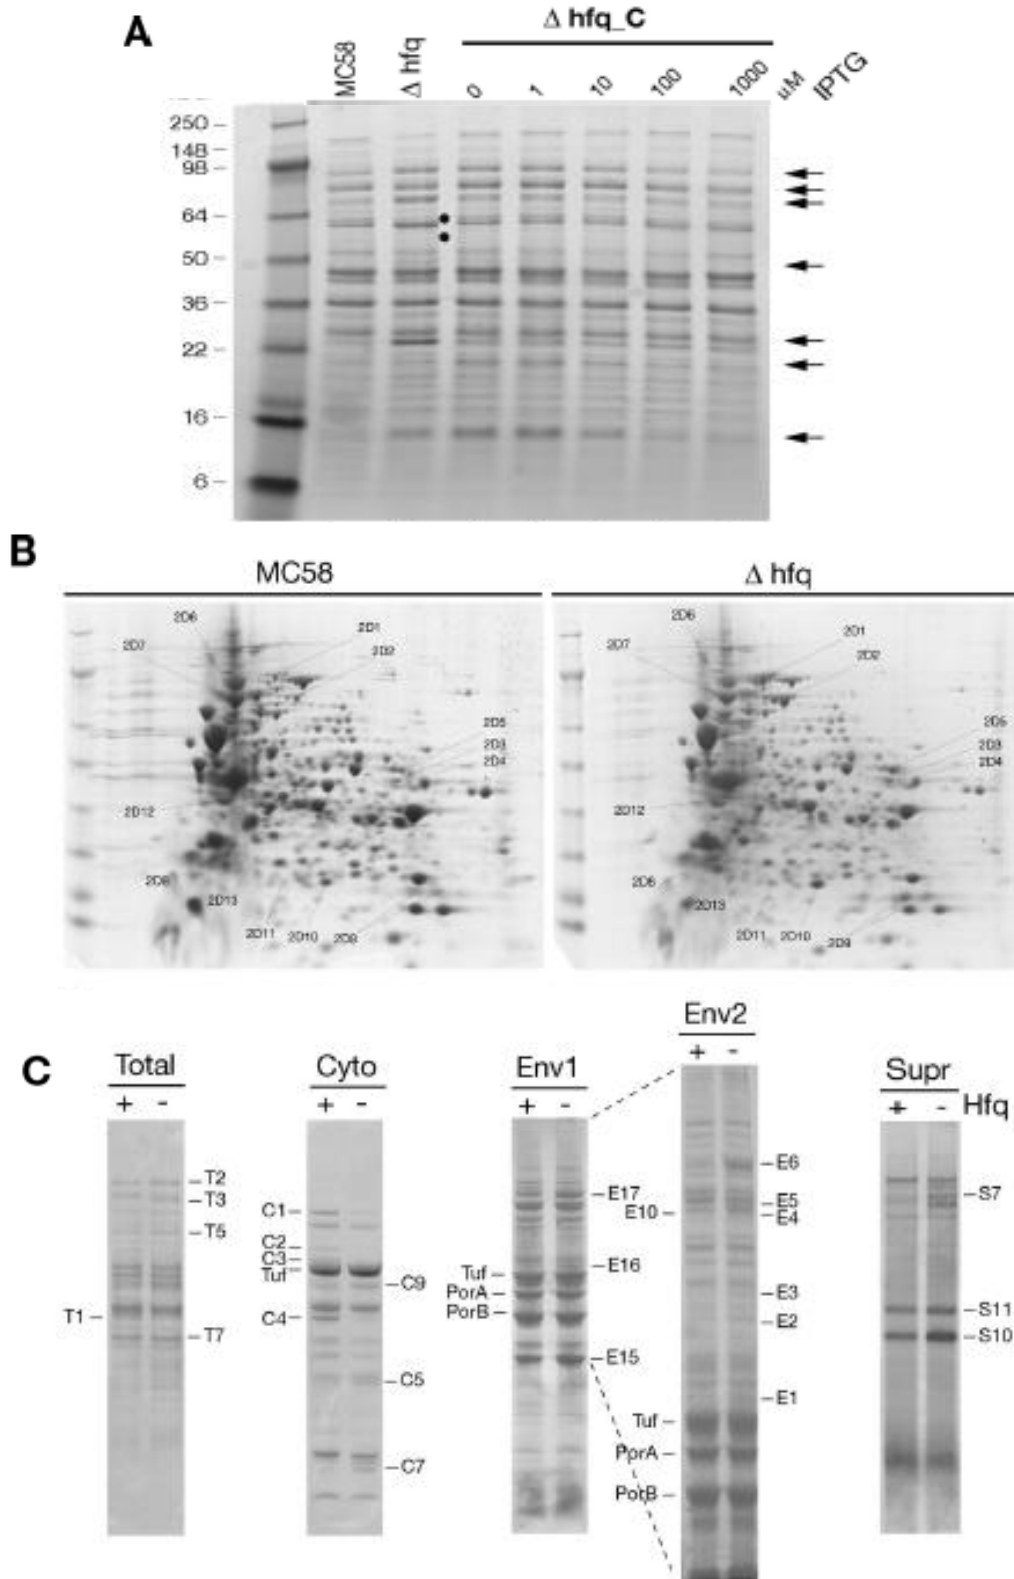 A
Δ hfq_C
MC58
Δ hfq
0
1
10
100
1000
µM
IPTG
250
148
98
64
50
36
22
16
6
B
MC58
Δ hfq
2D6
2D7
2D1
2D2
2D5
2D3
2D4
2D12
2D13
2D11
2D10
2D9
2D6
2D7
2D1
2D2
2D5
2D3
2D4
2D12
2D13
2D11
2D10
2D9
C
Total
+ -
T2
T3
T5
T1
T7
Cyto
+ -
C1
C2
C3
Tuf
C9
C4
C5
C7
Env1
+ -
E17
E16
Tuf
PorA
PorB
E15
Env2
+ -
E6
E5
E10
E4
E3
E2
E1
Tuf
PorA
PorB
Supr
+ - Hfq
S7
S11
S10